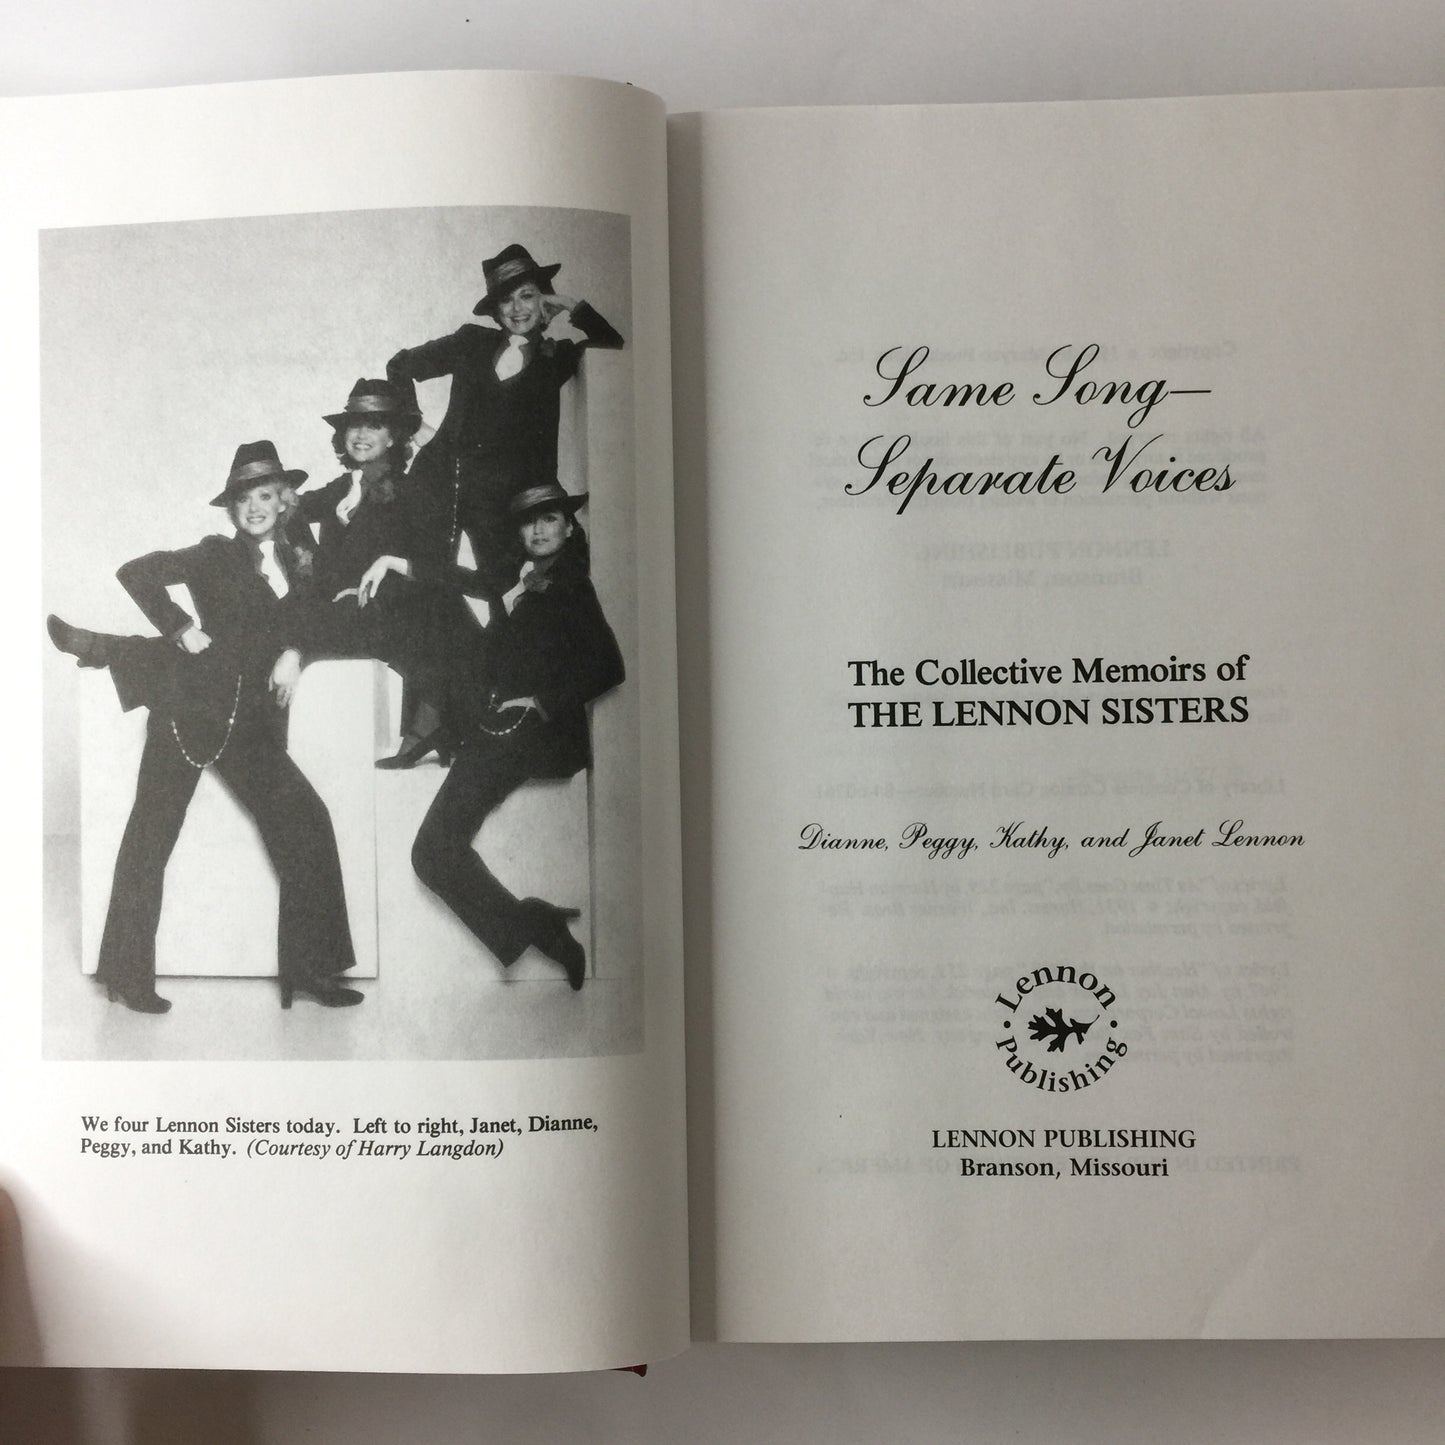 We four Lennon Sisters today. Left to right, Janet, Dianne,
Peggy, and Kathy. (Courtesy of Harry Langdon)
Same Song—
Separate Voices
The Collective Memoirs of
THE LENNON SISTERS
Dianne, Peggy, Kathy, and Janet Lennon
Lennon
Publishing
LENNON PUBLISHING
Branson, Missouri